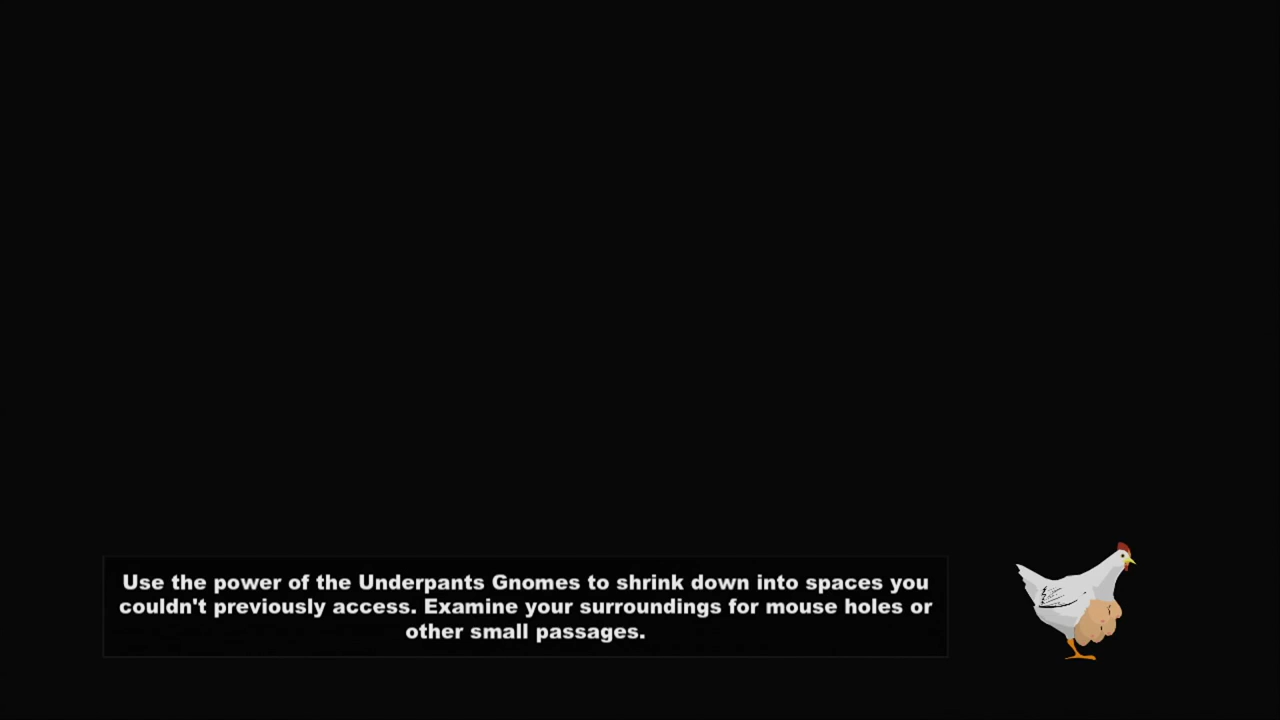 Use the power of the Underpants Gnomes to shrink down into spaces you
couldn't previously access. Examine your surroundings for mouse holes or
other small passages.